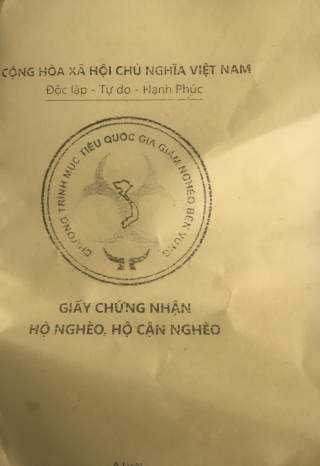 CỘNG HÒA XÃ HỘI CHỦ NGHĨA VIỆT NAM
Độc lập - Tự do - Hạnh Phúc
CHƯƠNG TRÌNH MỤC TIÊU QUỐC GIA GIẢM NGHÈO BỀN VỮNG
GIẤY CHỨNG NHẬN
HỘ NGHÈO, HỘ CẬN NGHÈO